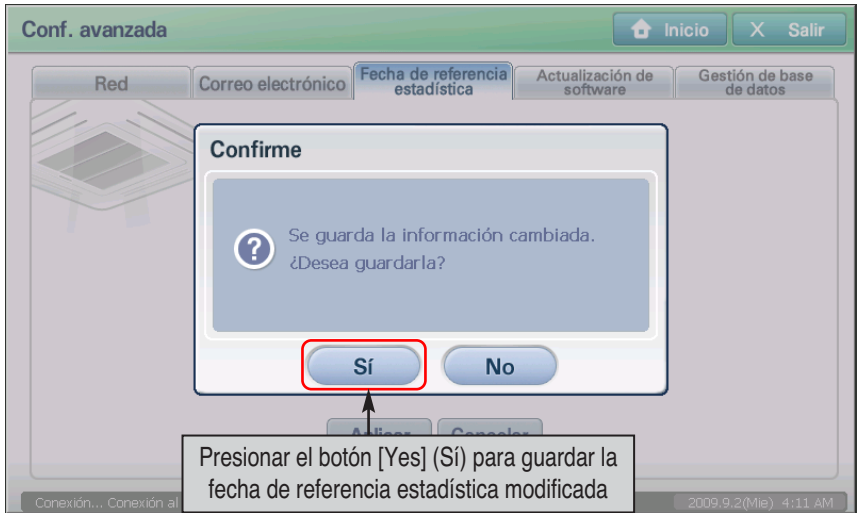 Conf. avanzada
Inicio
X Salir
Red
Correo electrónico
Fecha de referencia
estadística
Actualización de
software
Gestión de base
de datos
Confirme
Se guarda la información cambiada.
¿Desea guardarla?
Sí
No
Aplicar
Cancelar
Presionar el botón [Yes] (Sí) para guardar la
fecha de referencia estadística modificada
Conexión... Conexión al
2009.9.2(Mie) 4:11 AM